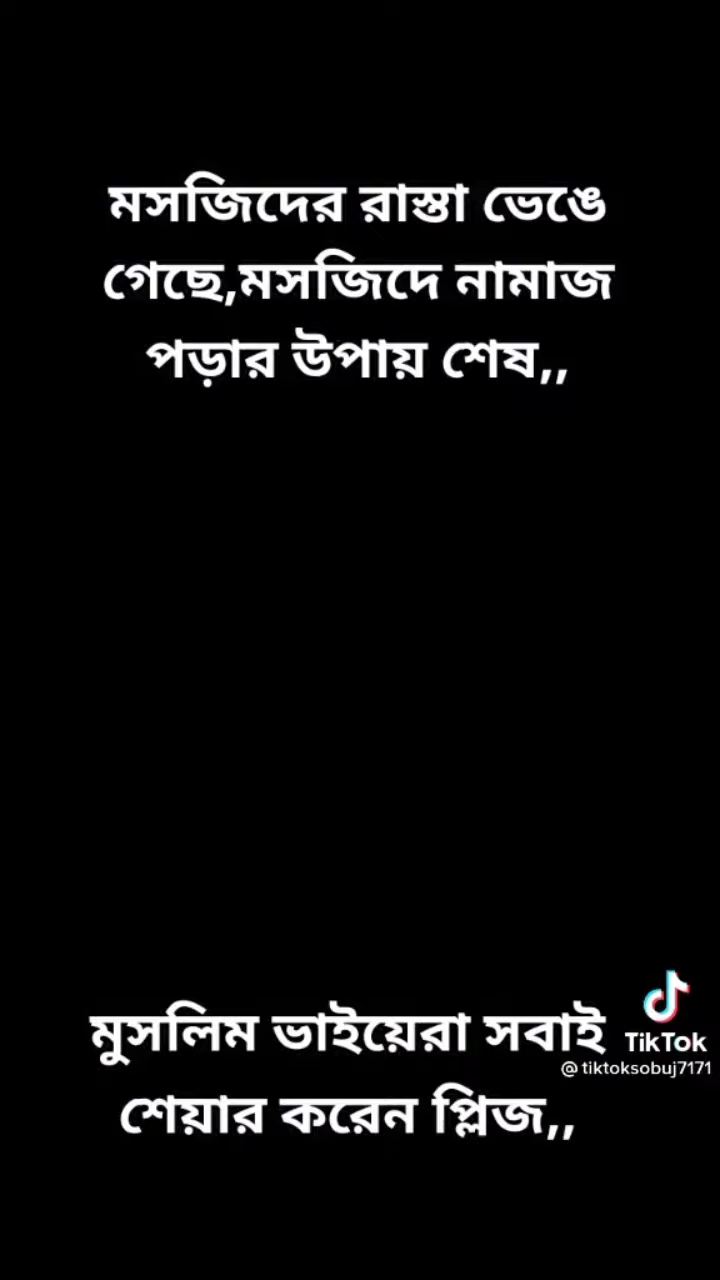 মসজিদের রাস্তা ভেঙে
গেছে,মসজিদে নামাজ
পড়ার উপায় শেষ,,
মুসলিম ভাইয়েরা সবাই
শেয়ার করেন প্লিজ,,
TikTok
@tiktoksobuj7171